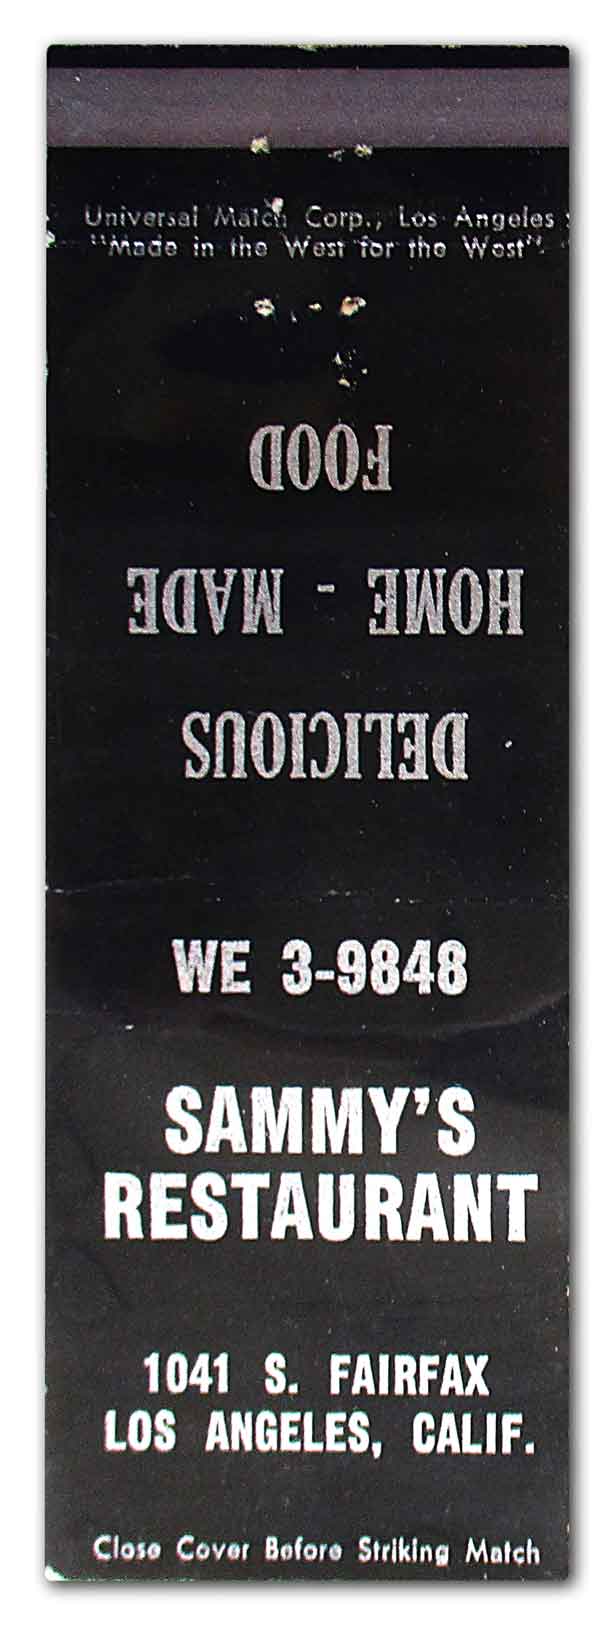 Universal Match Corp., Los Angeles
"Made in the West for the West"
DELICIOUS
HOME - MADE
FOOD
WE 3-9848
SAMMY'S
RESTAURANT
1041 S. FAIRFAX
LOS ANGELES, CALIF.
Close Cover Before Striking Match